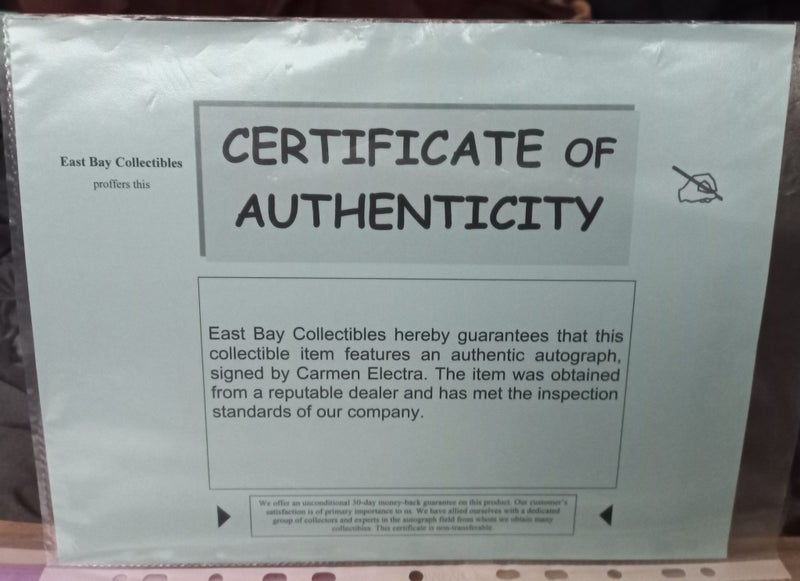 East Bay Collectibles
proffers this
CERTIFICATE OF
AUTHENTICITY
East Bay Collectibles hereby guarantees that this
collectible item features an authentic autograph,
signed by Carmen Electra. The item was obtained
from a reputable dealer and has met the inspection
standards of our company.
We offer an unconditional 30-day money-back guarantee on this product. Our customer's
satisfaction is of primary importance to us. We have allied ourselves with a dedicated
group of collectors and experts in the autograph field from whom we obtain many
collectibles. This certificate is non-transferable.